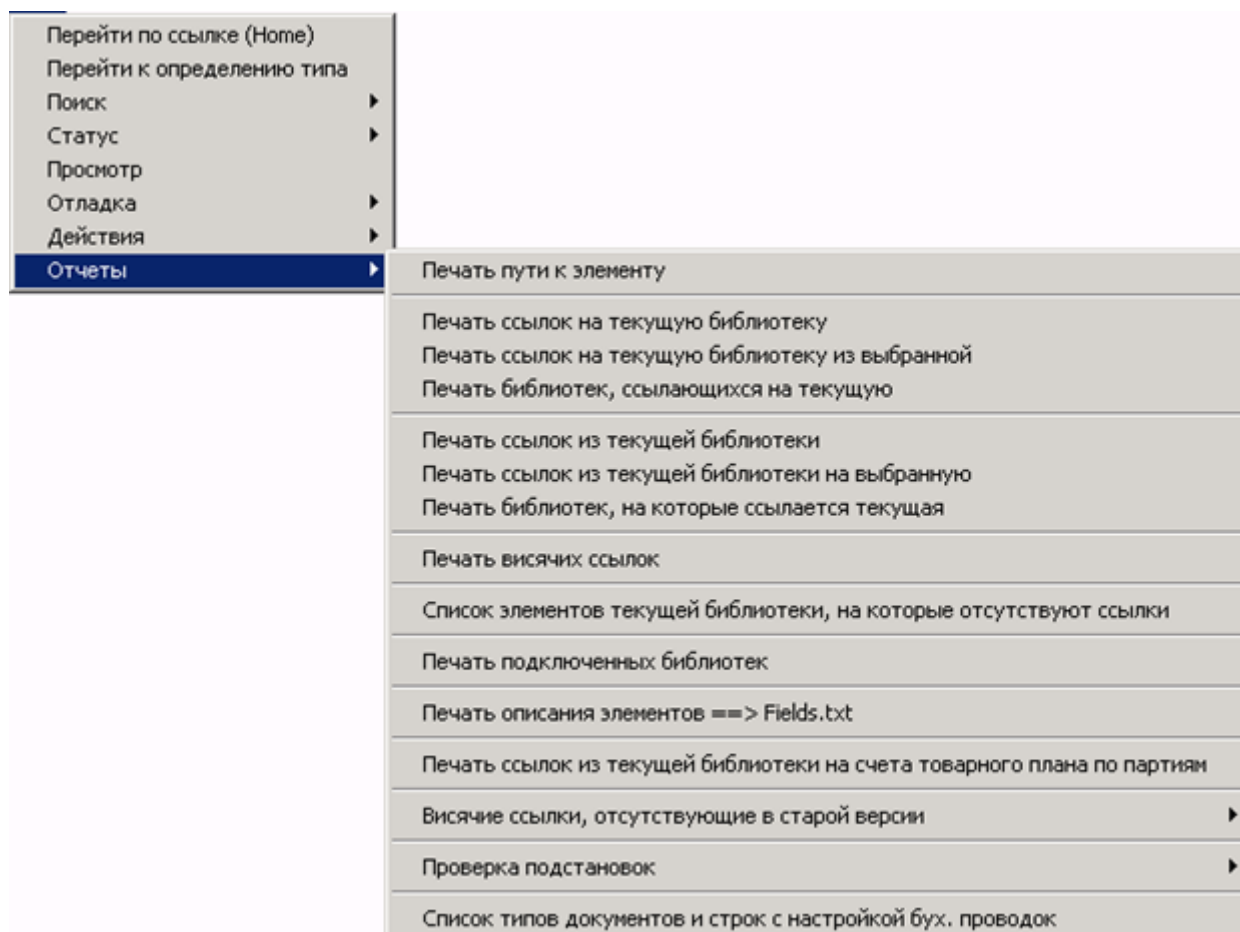 Перейти по ссылке (Home)
Перейти к определению типа
Поиск
Статус
Просмотр
Отладка
Действия
Отчеты
Печать пути к элементу
Печать ссылок на текущую библиотеку
Печать ссылок на текущую библиотеку из выбранной
Печать библиотек, ссылающихся на текущую
Печать ссылок из текущей библиотеки
Печать ссылок из текущей библиотеки на выбранную
Печать библиотек, на которые ссылается текущая
Печать висячих ссылок
Список элементов текущей библиотеки, на которые отсутствуют ссылки
Печать подключенных библиотек
Печать описания элементов ==> Fields.txt
Печать ссылок из текущей библиотеки на счета товарного плана по партиям
Висячие ссылки, отсутствующие в старой версии
Проверка подстановок
Список типов документов и строк с настройкой бух. проводок